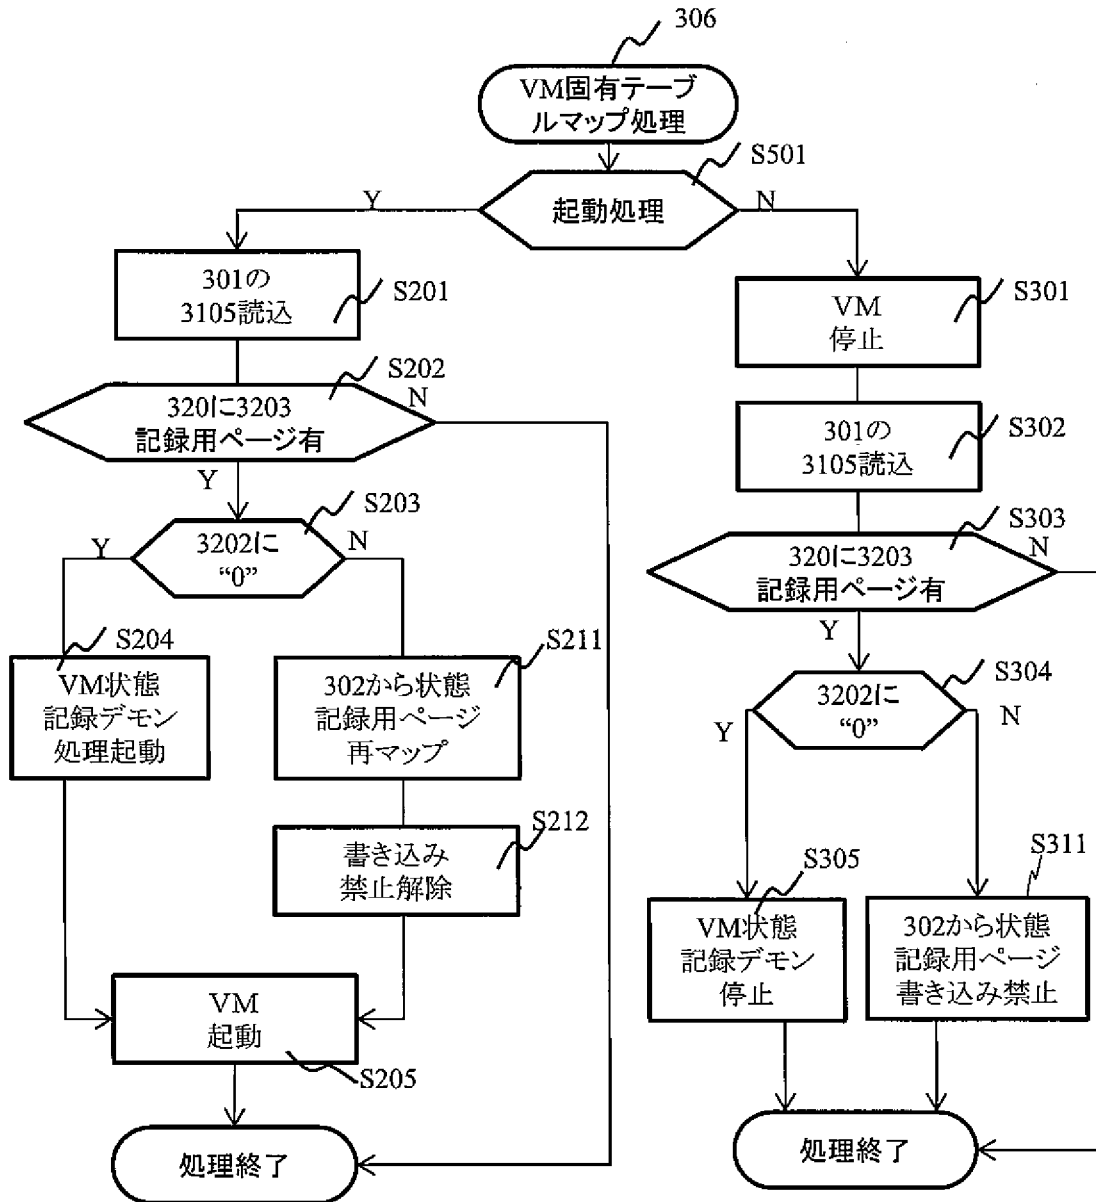 306
VM固有テーブ
ルマップ処理
S501
起動処理
Y
N
301の
3105読込
S201
S202
320に3203
記録用ページ有
N
Y
S203
3202に
“0”
Y
N
S204
VM状態
記録デモン
処理起動
S211
302から状態
記録用ページ
再マップ
S212
書き込み
禁止解除
VM
起動
S205
処理終了
VM
停止
S301
301の
3105読込
S302
S303
320に3203
記録用ページ有
N
Y
S304
3202に
“0”
Y
N
S305
VM状態
記録デモン
停止
S311
302から状態
記録用ページ
書き込み禁止
処理終了